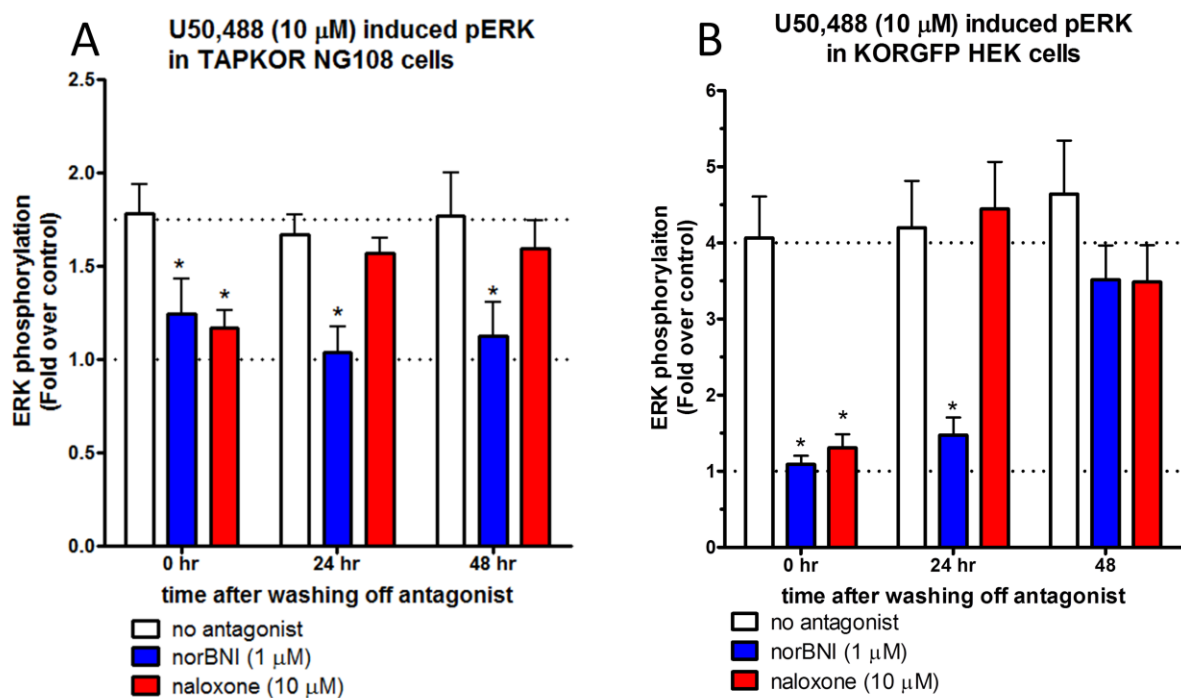 A
U50,488 (10 μM) induced pERK
in TAPKOR NG108 cells
2.5
2.0
1.5
1.0
0.5
0.0
ERK phosphorylation
(Fold over control)
*
*
*
*
0 hr
24 hr
48 hr
time after washing off antagonist
no antagonist
norBNI (1 μM)
naloxone (10 μM)
B
U50,488 (10 μM) induced pERK
in KORGFP HEK cells
6
5
4
3
2
1
0
ERK phosphorylaiton
(Fold over control)
*
*
*
0 hr
24 hr
48
time after washing off antagonist
no antagonist
norBNI (1 μM)
naloxone (10 μM)